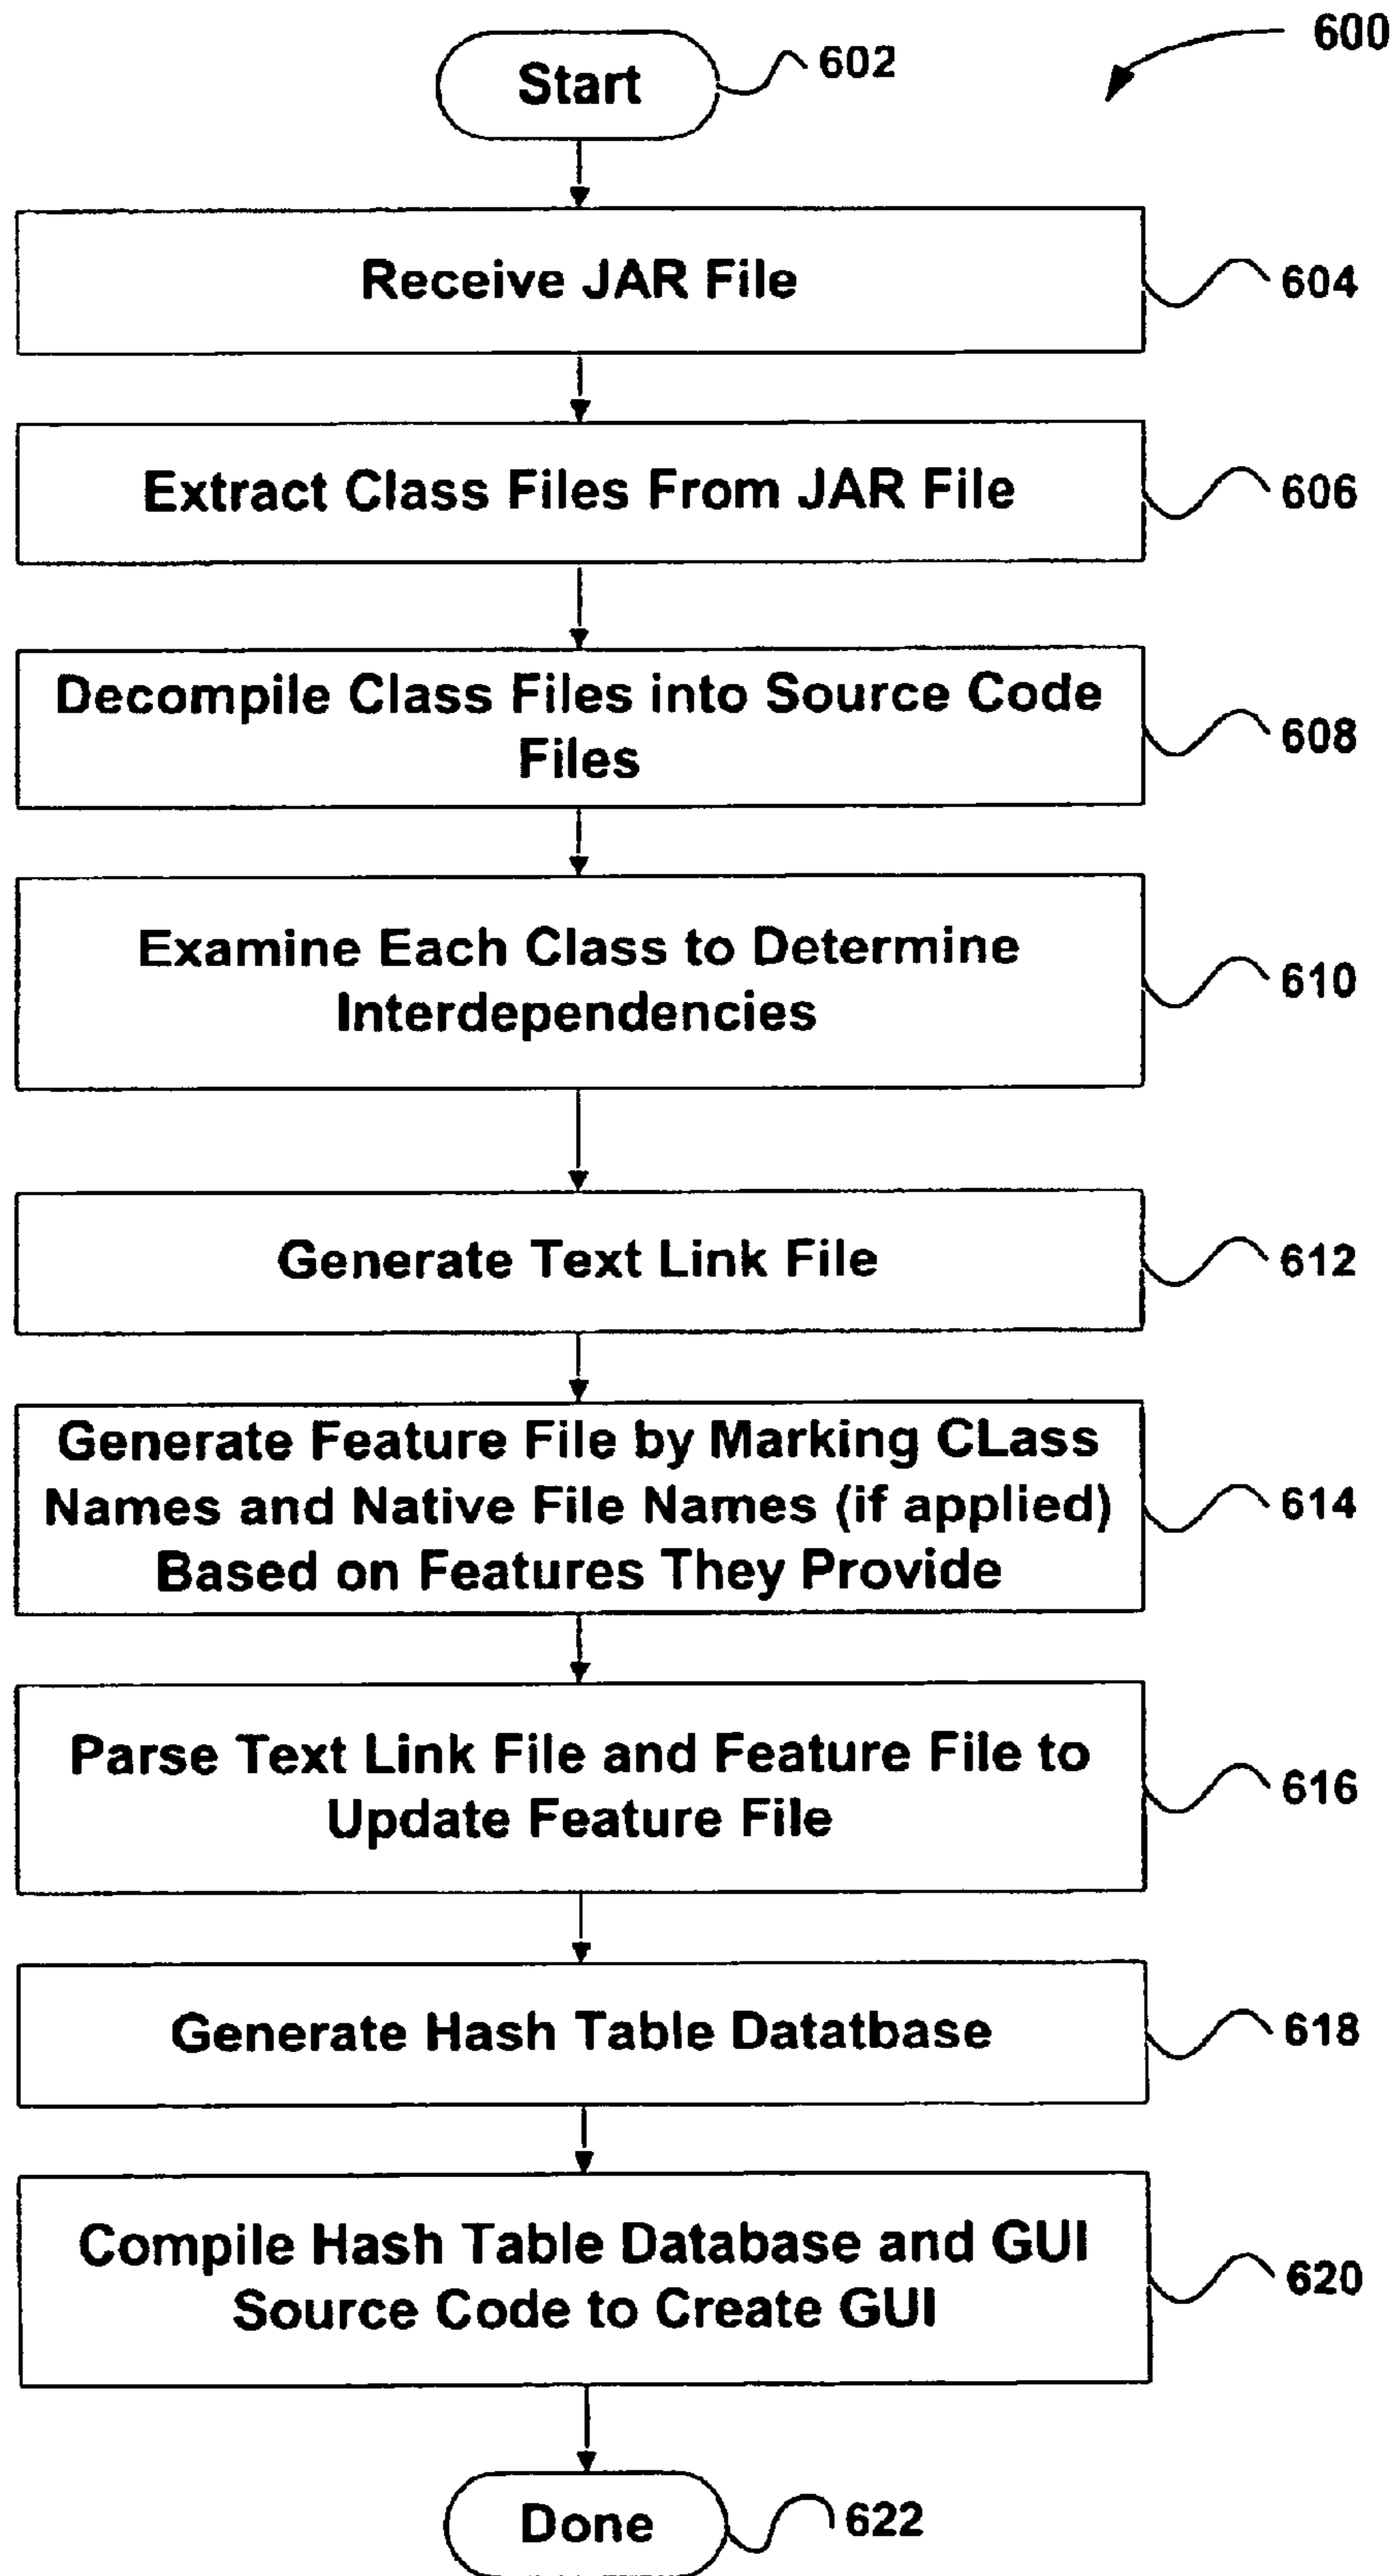 600
Start
602
Receive JAR File
604
Extract Class Files From JAR File
606
Decompile Class Files into Source Code
Files
608
Examine Each Class to Determine
Interdependencies
610
Generate Text Link File
612
Generate Feature File by Marking CLass
Names and Native File Names (if applied)
Based on Features They Provide
614
Parse Text Link File and Feature File to
Update Feature File
616
Generate Hash Table Datatbase
618
Compile Hash Table Database and GUI
Source Code to Create GUI
620
Done
622